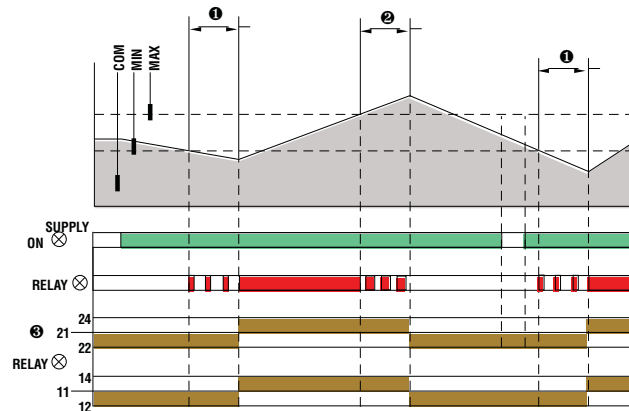 ❶
❷
❶
COM
MIN
MAX
SUPPLY
ON
RELAY
24
❸ 21
22
RELAY
14
11
12